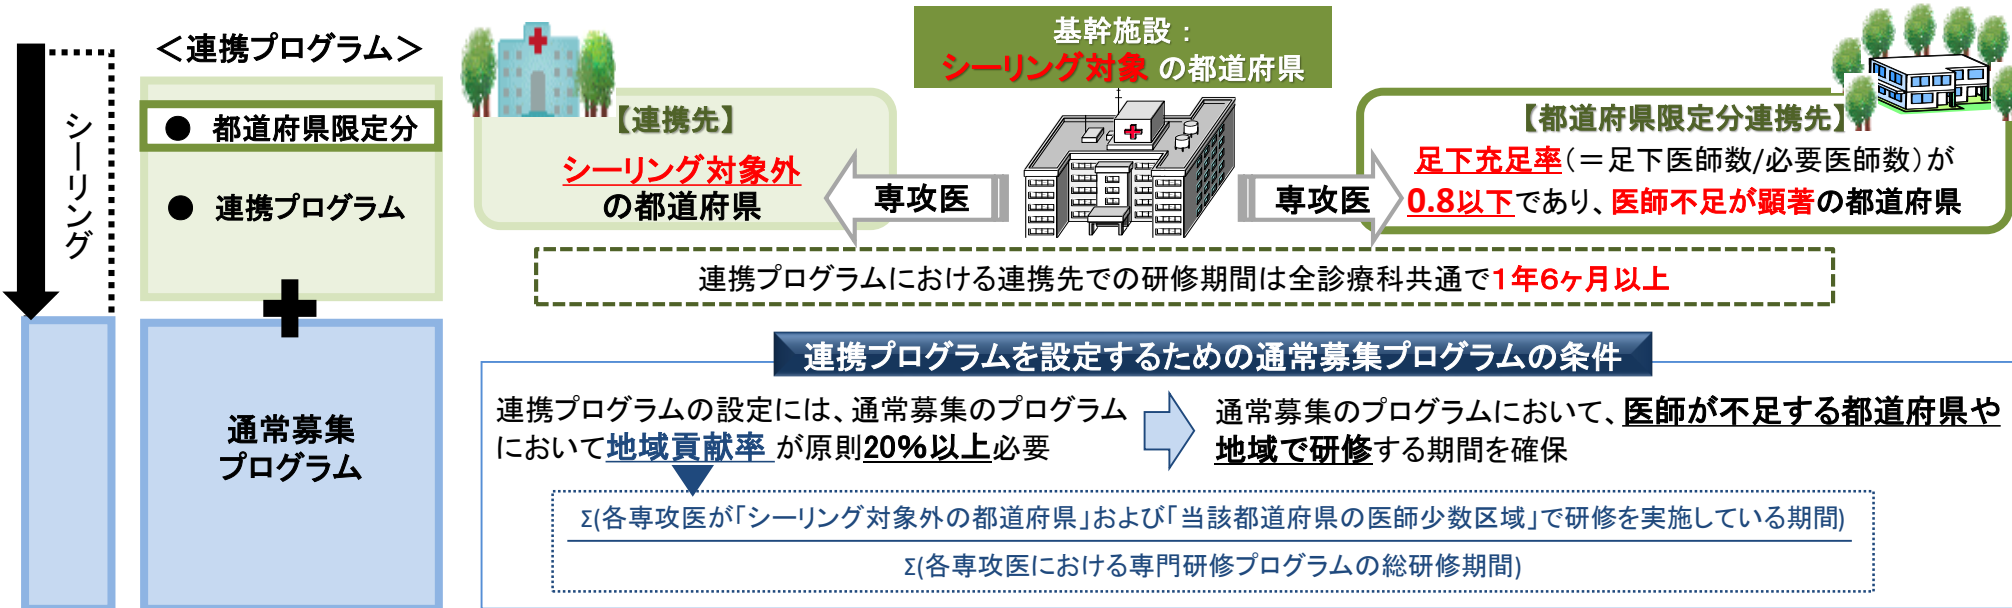 シーリング
＜連携プログラム＞
● 都道府県限定分
● 連携プログラム
通常募集
プログラム
基幹施設：
シーリング対象 の都道府県
【連携先】
シーリング対象外
の都道府県
専攻医
専攻医
【都道府県限定分連携先】
足下充足率（＝足下医師数/必要医師数）が
0.8以下であり、医師不足が顕著の都道府県
連携プログラムにおける連携先での研修期間は全診療科共通で１年６ヶ月以上
連携プログラムを設定するための通常募集プログラムの条件
連携プログラムの設定には、通常募集のプログラム
において地域貢献率 が原則20％以上必要
通常募集のプログラムにおいて、医師が不足する都道府県や
地域で研修する期間を確保
Σ(各専攻医が「シーリング対象外の都道府県」および「当該都道府県の医師少数区域」で研修を実施している期間)
Σ(各専攻医における専門研修プログラムの総研修期間)